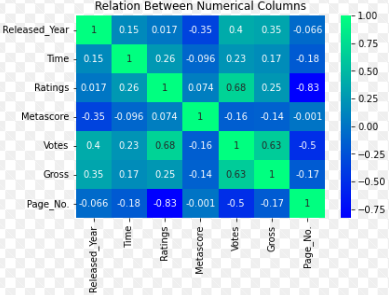 Relation Between Numerical Columns
Released_Year 1 0.15 0.017 -0.35 0.4 0.35 -0.066
Time 0.15 1 0.26 -0.096 0.23 0.17 -0.18
Ratings 0.017 0.26 1 0.074 0.68 0.25 -0.83
Metascore -0.35 -0.096 0.074 1 -0.16 -0.14 -0.001
Votes 0.4 0.23 0.68 -0.16 1 0.63 -0.5
Gross 0.35 0.17 0.25 -0.14 0.63 1 -0.17
Page_No. -0.066 -0.18 -0.83 -0.001 -0.5 -0.17 1
Released_Year Time Ratings Metascore Votes Gross Page_No.
1.00
0.75
0.50
0.25
0.00
-0.25
-0.50
-0.75